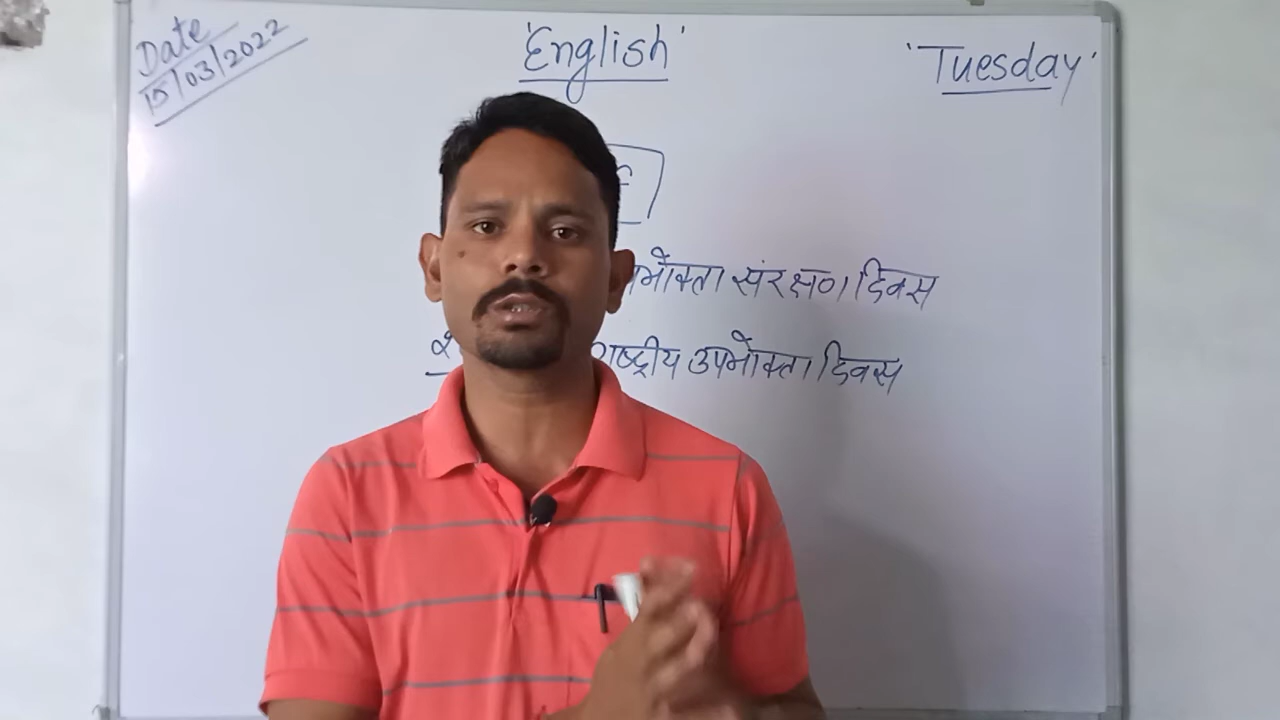 Date
15/03/2022
'English'
'Tuesday'
संरक्षण दिवस
उपभोक्ता दिवस